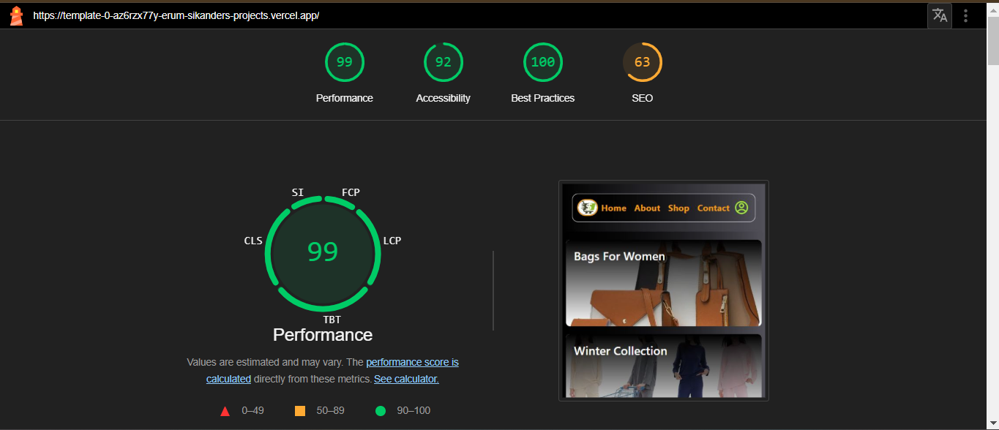 https://template-0-az6rzx77y-erum-sikanders-projects.vercel.app/
99 92 100 63
Performance Accessibility Best Practices SEO
SI FCP
CLS LCP
99
TBT
Performance
Values are estimated and may vary. The performance score is
calculated directly from these metrics. See calculator.
0–49 50–89 90–100
Home About Shop Contact
Bags For Women
Winter Collection